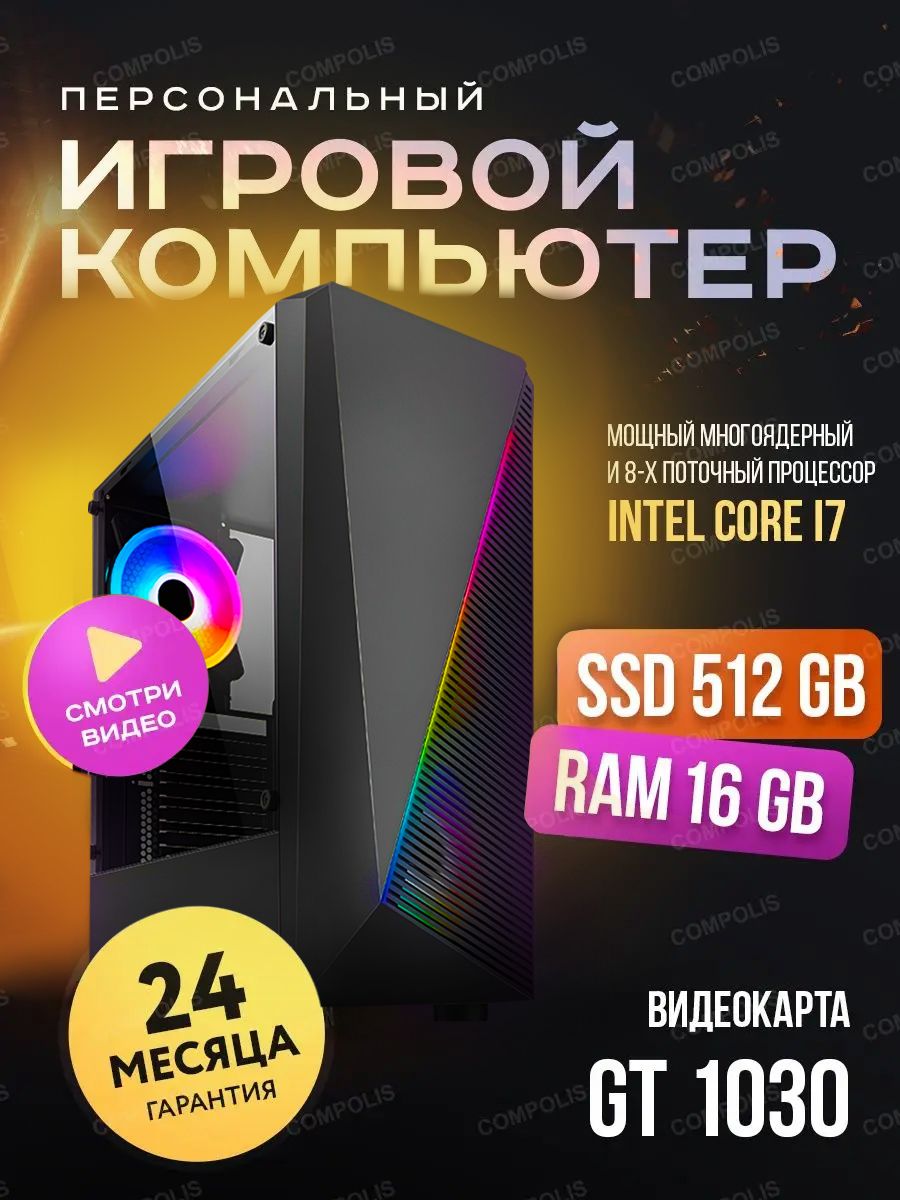 ПЕРСОНАЛЬНЫЙ
ИГРОВОЙ
КОМПЬЮТЕР
МОЩНЫЙ МНОГОЯДЕРНЫЙ
И 8-Х ПОТОЧНЫЙ ПРОЦЕССОР
INTEL CORE I7
СМОТРИ
ВИДЕО
SSD 512 GB
RAM 16 GB
24
МЕСЯЦА
ГАРАНТИЯ
ВИДЕОКАРТА
GT 1030
COMPOLIS